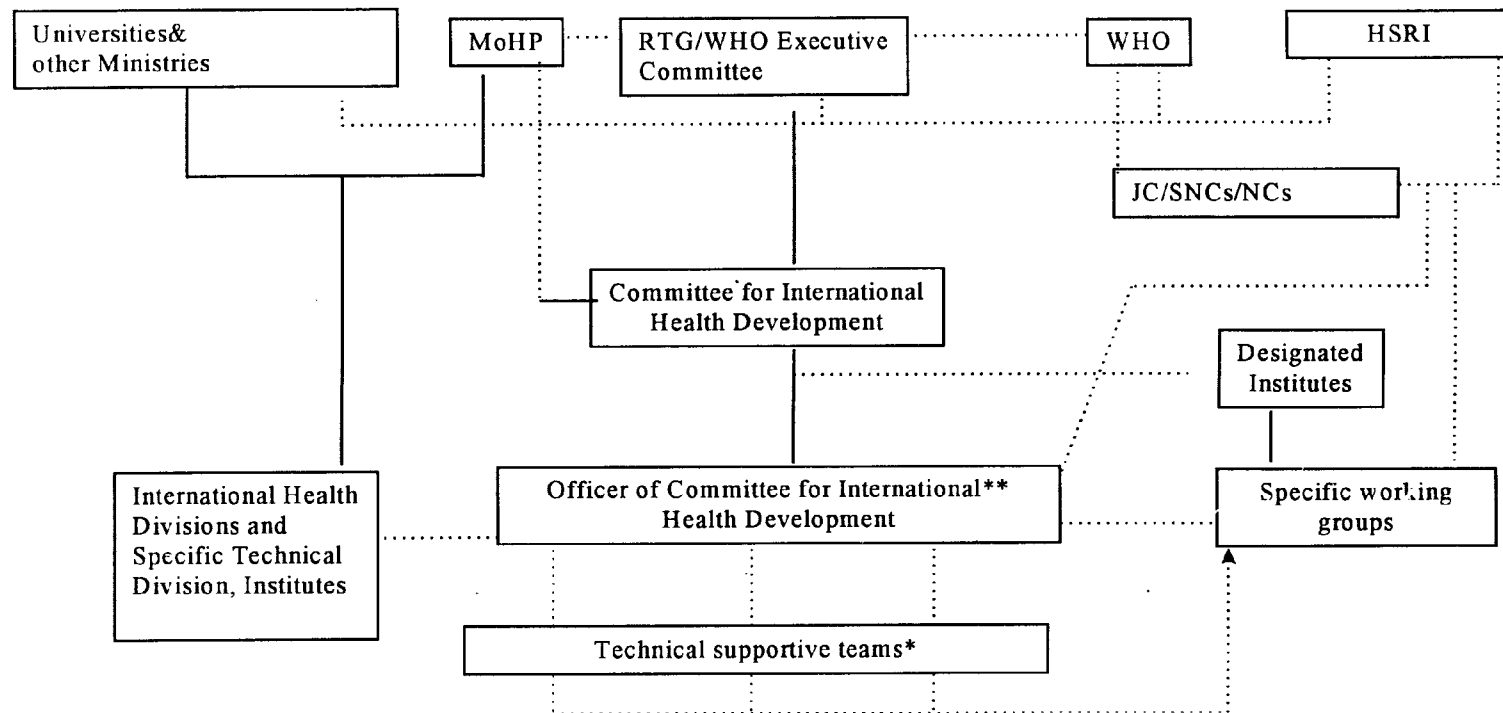 Universities&
other Ministries
MoHP
RTG/WHO Executive
Committee
WHO
HSRI
JC/SNCs/NCs
Committee for International
Health Development
Designated
Institutes
International Health
Divisions and
Specific Technical
Division, Institutes
Officer of Committee for International**
Health Development
Specific working
groups
Technical supportive teams*